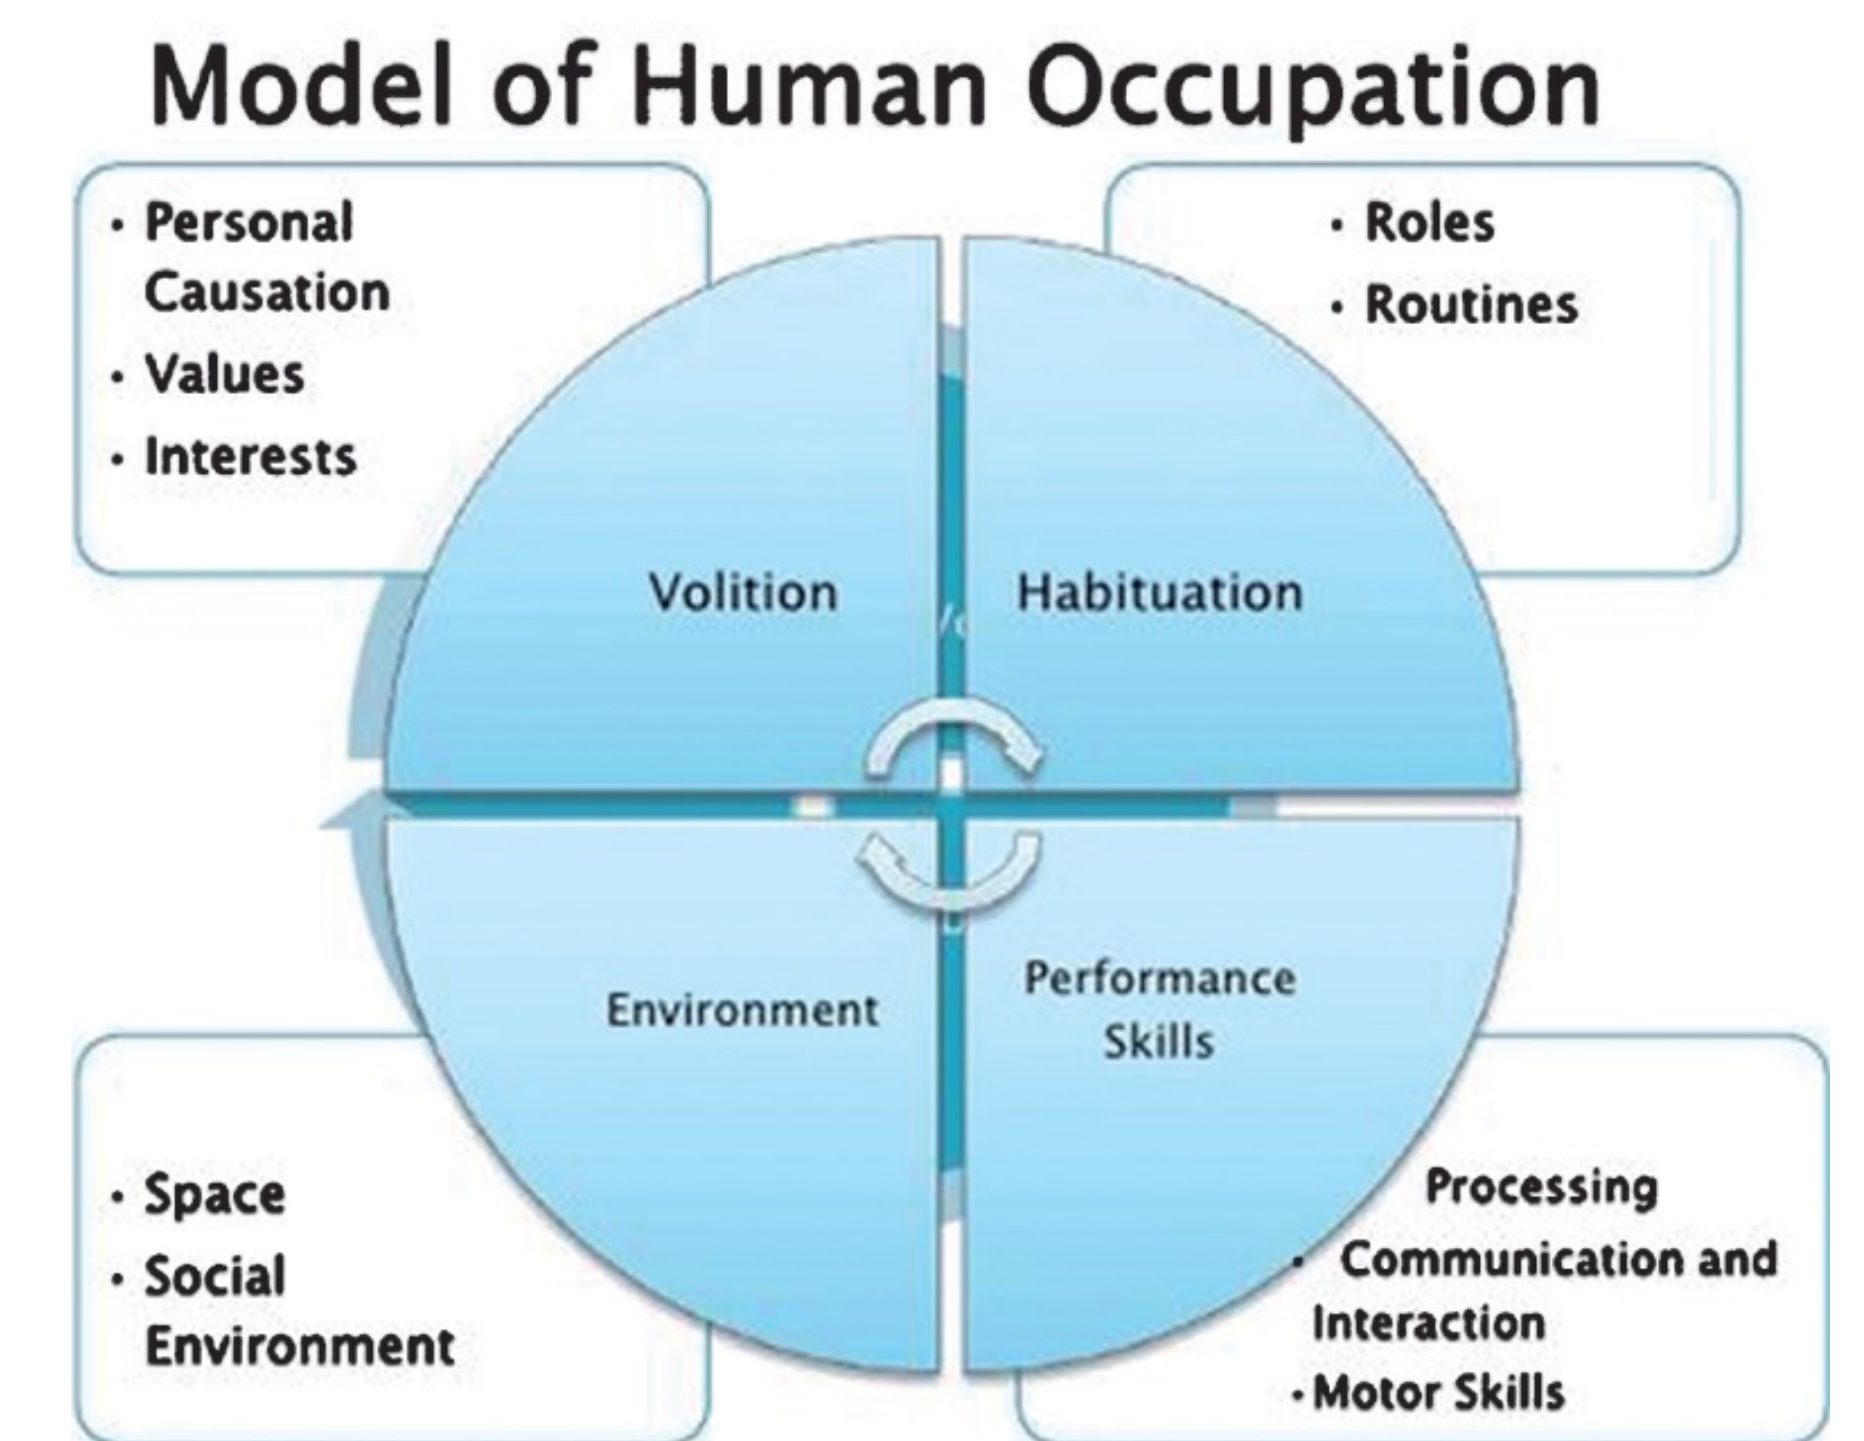 Model of Human Occupation
• Personal
Causation
• Values
• Interests
• Roles
• Routines
Volition
Habituation
Environment
Performance
Skills
• Space
• Social
Environment
Processing
• Communication and
Interaction
• Motor Skills